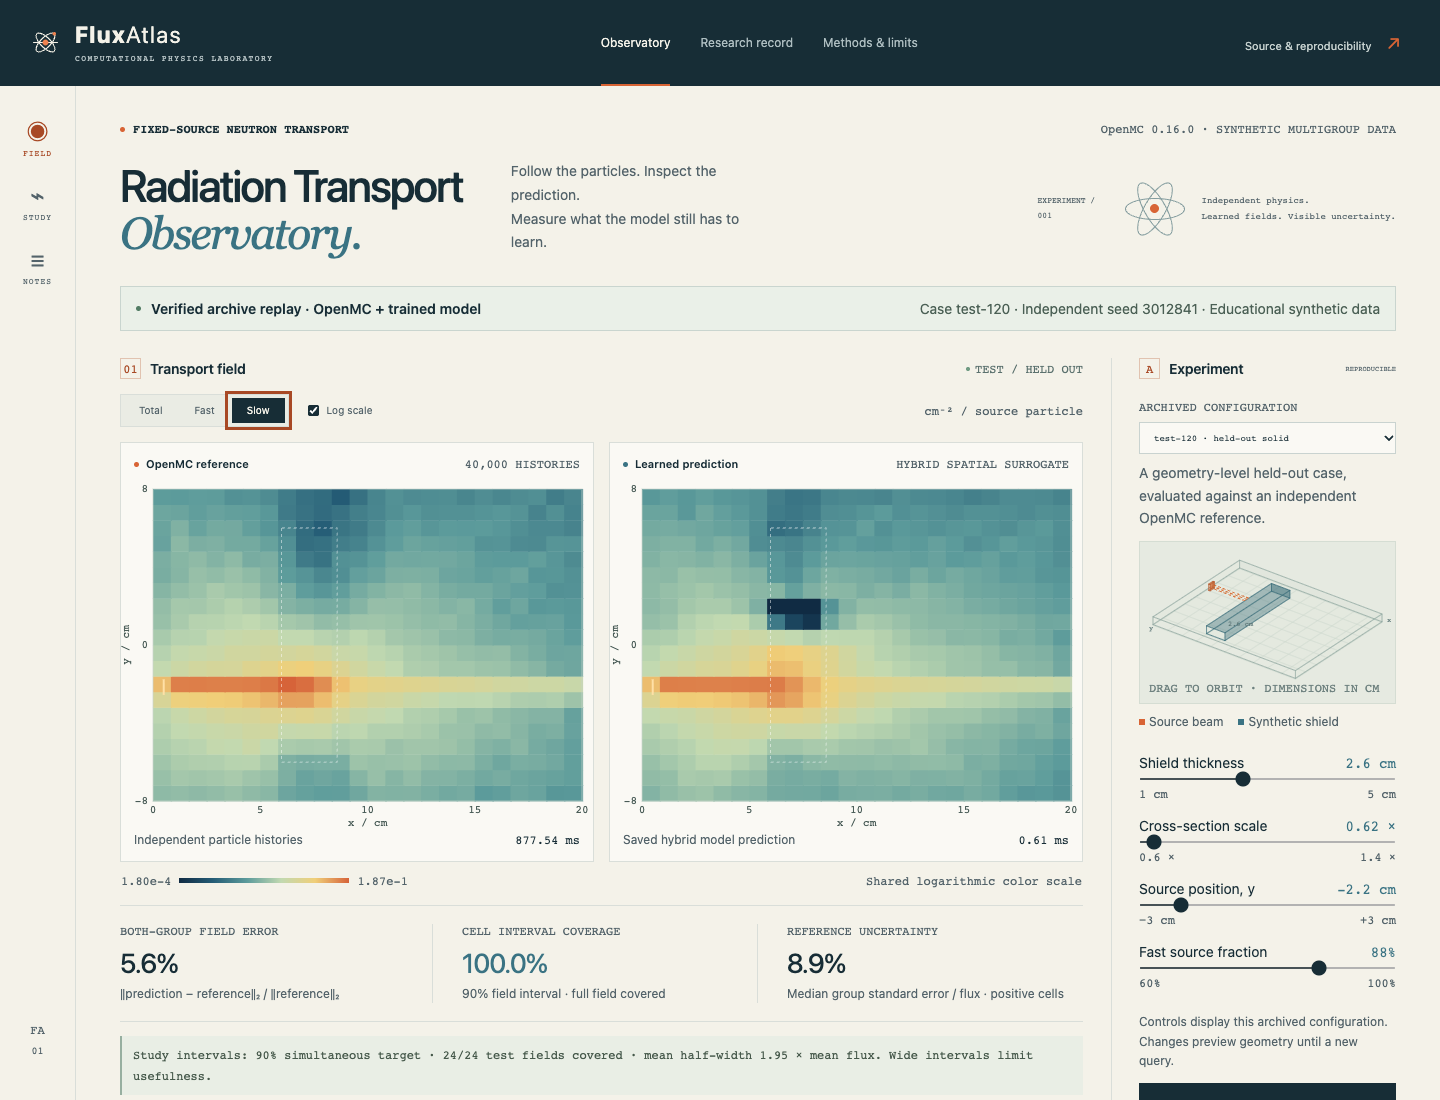 FluxAtlas
COMPUTATIONAL PHYSICS LABORATORY
Observatory
Research record
Methods & limits
Source & reproducibility
FIELD
STUDY
NOTES
FA
01
FIXED-SOURCE NEUTRON TRANSPORT
OpenMC 0.16.0 · SYNTHETIC MULTIGROUP DATA
Radiation Transport
Observatory.
Follow the particles. Inspect the
prediction.
Measure what the model still has to
learn.
EXPERIMENT /
001
Independent physics.
Learned fields. Visible uncertainty.
Verified archive replay · OpenMC + trained model
Case test-120 · Independent seed 3012841 · Educational synthetic data
01 Transport field
TEST / HELD OUT
Total Fast Slow Log scale
cm⁻² / source particle
OpenMC reference
40,000 HISTORIES
8
0
−8
y / cm
0 5 10 15 20
x / cm
Independent particle histories
877.54 ms
Learned prediction
HYBRID SPATIAL SURROGATE
8
0
−8
y / cm
0 5 10 15 20
x / cm
Saved hybrid model prediction
0.61 ms
1.80e-4 1.87e-1
Shared logarithmic color scale
BOTH-GROUP FIELD ERROR
5.6%
‖prediction − reference‖₂ / ‖reference‖₂
CELL INTERVAL COVERAGE
100.0%
90% field interval · full field covered
REFERENCE UNCERTAINTY
8.9%
Median group standard error / flux · positive cells
Study intervals: 90% simultaneous target · 24/24 test fields covered · mean half-width 1.95 × mean flux. Wide intervals limit
usefulness.
A Experiment
REPRODUCIBLE
ARCHIVED CONFIGURATION
test-120 · held-out solid
A geometry-level held-out case,
evaluated against an independent
OpenMC reference.
y
x
2.6 cm
DRAG TO ORBIT · DIMENSIONS IN CM
Source beam Synthetic shield
Shield thickness 2.6 cm
1 cm 5 cm
Cross-section scale 0.62 ×
0.6 × 1.4 ×
Source position, y −2.2 cm
−3 cm +3 cm
Fast source fraction 88%
60% 100%
Controls display this archived configuration.
Changes preview geometry until a new
query.